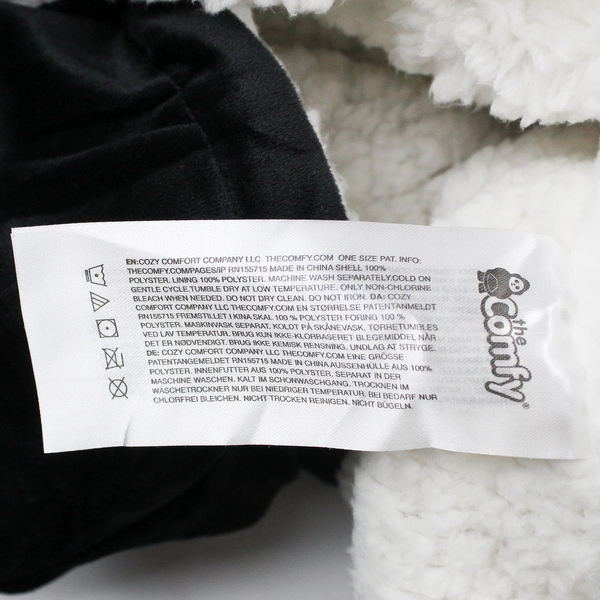 EN:COZY COMFORT COMPANY LLC THECOMFY.COM ONE SIZE PAT. INFO:
THECOMFY.COM/PAGES/IP RN155715 MADE IN CHINA SHELL 100%
POLYESTER. LINING 100% POLYESTER. MACHINE WASH SEPARATELY.COLD ON
GENTLE CYCLE.TUMBLE DRY AT LOW TEMPERATURE. ONLY NON-CHLORINE
BLEACH WHEN NEEDED. DO NOT DRY CLEAN. DO NOT IRON. DA: COZY
COMFORT COMPANY LLC THECOMFY.COM EN STØRRELSE PATENTANMELDT
RN155715 FREMSTILLET I KINA SKAL 100 % POLYESTER FORING 100 %
POLYESTER. MASKINVASK SEPARAT. KOLDT PÅ SKÅNEVASK. TØRRETUMBLES
VED LAV TEMPERATUR. BRUG KUN IKKE-KLORBASERET BLEGEMIDDEL NÅR
DET ER NØDVENDIGT. BRUG IKKE KEMISK RENSNING. UNDLAD AT STRYGE.
DE: COZY COMFORT COMPANY LLC THECOMFY.COM EINE GRÖSSE
PATENTANGEMELDET RN155715 MADE IN CHINA AUSSENHÜLLE AUS 100%
POLYESTER. INNENFUTTER AUS 100% POLYESTER. SEPARAT IN DER
MASCHINE WASCHEN. KALT IM SCHONWASCHGANG. TROCKNEN IM
WÄSCHETROCKNER NUR BEI NIEDRIGER TEMPERATUR. BEI BEDARF NUR
CHLORFREI BLEICHEN. NICHT TROCKEN REINIGEN. NICHT BÜGELN.
the
comfy®